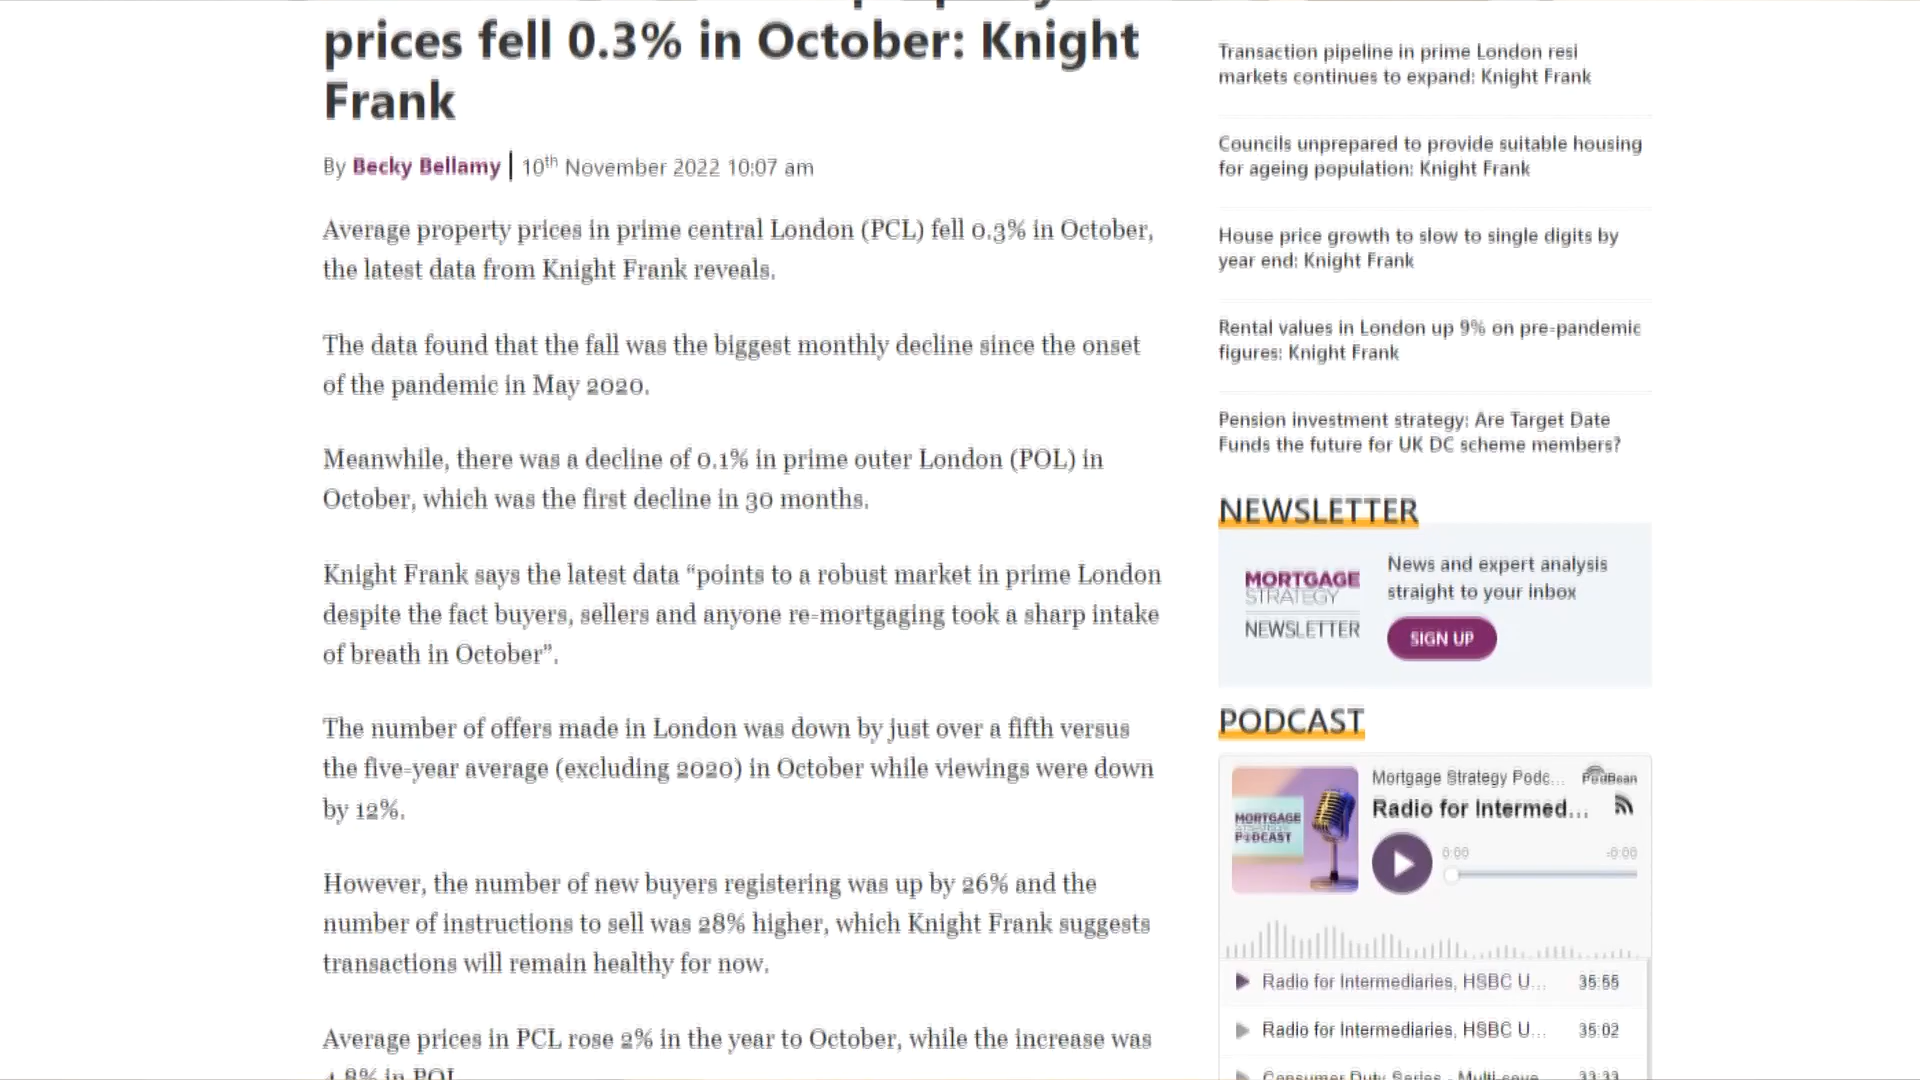 prices fell 0.3% in October: Knight
Frank
By Becky Bellamy | 10th November 2022 10:07 am
Average property prices in prime central London (PCL) fell 0.3% in October,
the latest data from Knight Frank reveals.
The data found that the fall was the biggest monthly decline since the onset
of the pandemic in May 2020.
Meanwhile, there was a decline of 0.1% in prime outer London (POL) in
October, which was the first decline in 30 months.
Knight Frank says the latest data “points to a robust market in prime London
despite the fact buyers, sellers and anyone re-mortgaging took a sharp intake
of breath in October”.
The number of offers made in London was down by just over a fifth versus
the five-year average (excluding 2020) in October while viewings were down
by 12%.
However, the number of new buyers registering was up by 26% and the
number of instructions to sell was 28% higher, which Knight Frank suggests
transactions will remain healthy for now.
Average prices in PCL rose 2% in the year to October, while the increase was
in POL
Transaction pipeline in prime London resi
markets continues to expand: Knight Frank
Councils unprepared to provide suitable housing
for ageing population: Knight Frank
House price growth to slow to single digits by
year end: Knight Frank
Rental values in London up 9% on pre-pandemic
figures: Knight Frank
Pension investment strategy: Are Target Date
Funds the future for UK DC scheme members?
NEWSLETTER
MORTGAGE
STRATEGY
NEWSLETTER
News and expert analysis
straight to your inbox
SIGN UP
PODCAST
MORTGAGE
STRATEGY
PODCAST
Mortgage Strategy Podc...
PodBean
Radio for Intermed...
0:00
-0:00
Radio for Intermediaries, HSBC U... 35:55
Radio for Intermediaries, HSBC U... 35:02
Consumer Duty Series - Multi-cove... 33:33